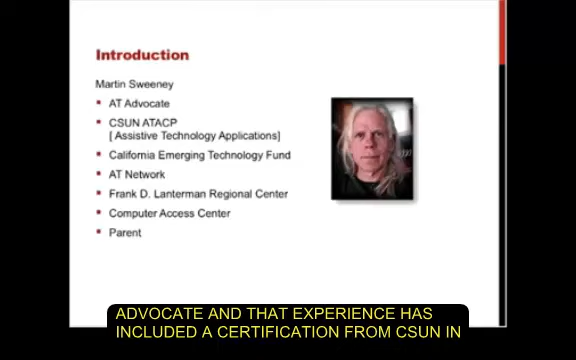 Introduction
Martin Sweeney
AT Advocate
CSUN ATACP
[ Assistive Technology Applications]
California Emerging Technology Fund
AT Network
Frank D. Lanterman Regional Center
Computer Access Center
Parent
ADVOCATE AND THAT EXPERIENCE HAS
INCLUDED A CERTIFICATION FROM CSUN IN